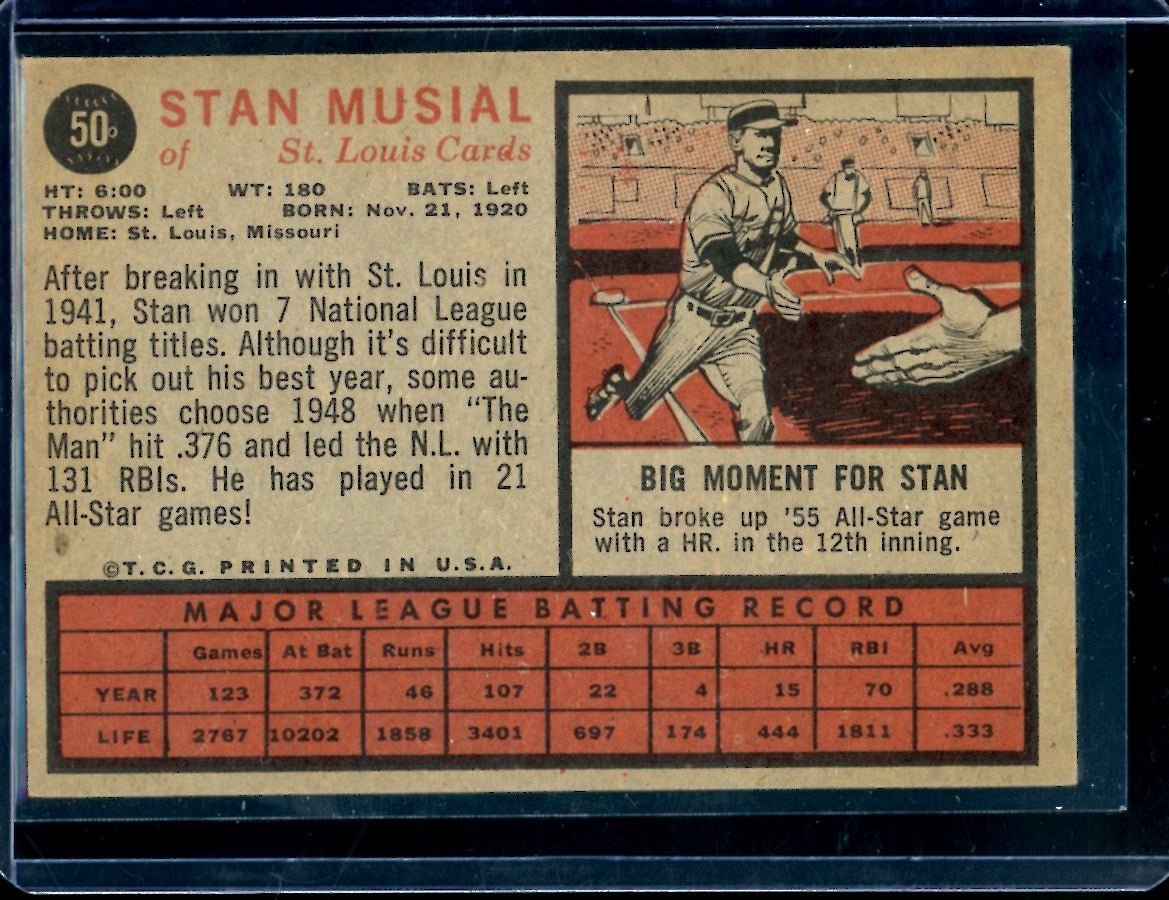 50
STAN MUSIAL
of St. Louis Cards
HT: 6:00 WT: 180 BATS: Left
THROWS: Left BORN: Nov. 21, 1920
HOME: St. Louis, Missouri
After breaking in with St. Louis in
1941, Stan won 7 National League
batting titles. Although it's difficult
to pick out his best year, some au-
thorities choose 1948 when "The
Man" hit .376 and led the N.L. with
131 RBIs. He has played in 21
All-Star games!
©T.C.G. PRINTED IN U.S.A.
BIG MOMENT FOR STAN
Stan broke up '55 All-Star game
with a HR. in the 12th inning.
MAJOR LEAGUE BATTING RECORD
Games At Bat Runs Hits 2B 3B HR RBI Avg
YEAR 123 372 46 107 22 4 15 70 .288
LIFE 2767 10202 1858 3401 697 174 444 1811 .333